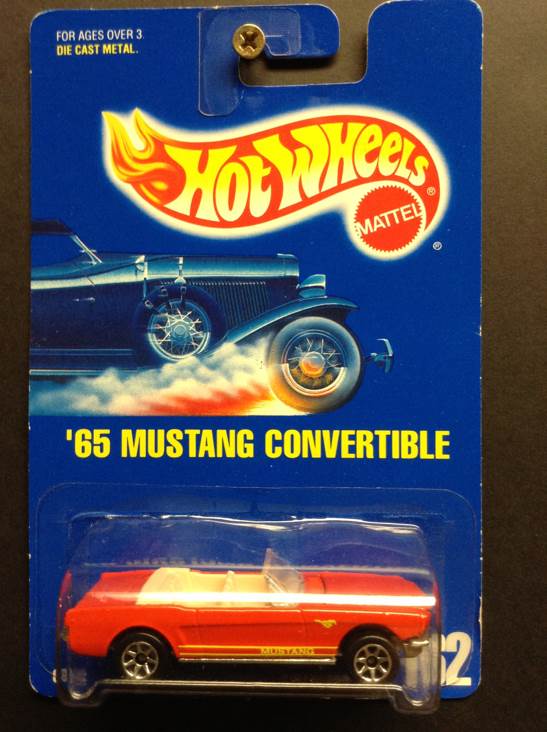 FOR AGES OVER 3.
DIE CAST METAL.
HOT WHEELS®
MATTEL
®
'65 MUSTANG CONVERTIBLE
MUSTANG